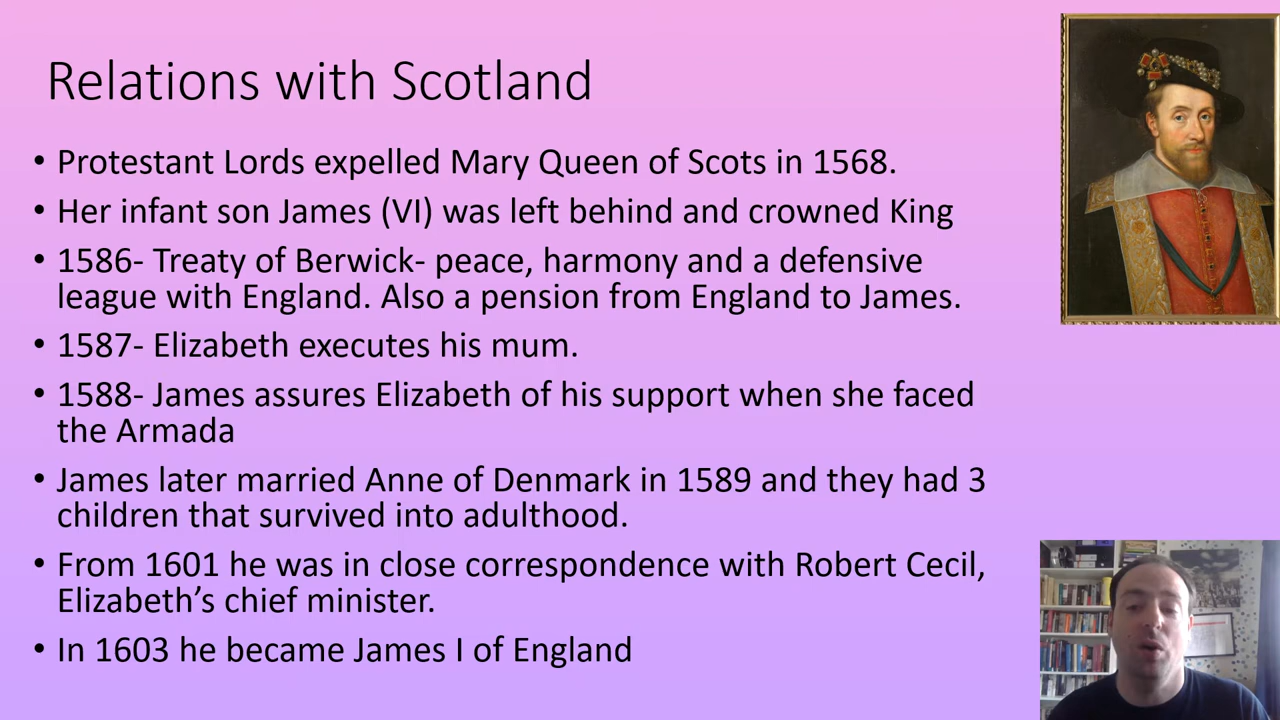 Relations with Scotland
• Protestant Lords expelled Mary Queen of Scots in 1568.
• Her infant son James (VI) was left behind and crowned King
• 1586- Treaty of Berwick- peace, harmony and a defensive
league with England. Also a pension from England to James.
• 1587- Elizabeth executes his mum.
• 1588- James assures Elizabeth of his support when she faced
the Armada
• James later married Anne of Denmark in 1589 and they had 3
children that survived into adulthood.
• From 1601 he was in close correspondence with Robert Cecil,
Elizabeth’s chief minister.
• In 1603 he became James I of England